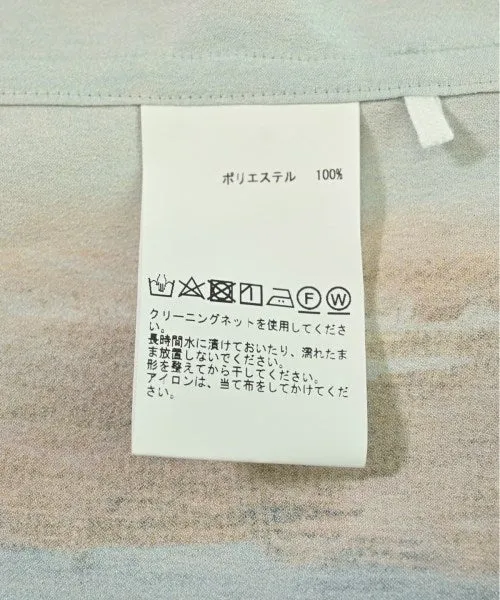 ポリエステル 100%
F W
クリーニングネットを使用してくださ
い。
長時間水に漬けておいたり、濡れたま
ま放置しないでください。
形を整えてから干してください。
アイロンは、当て布をしてかけてくだ
さい。